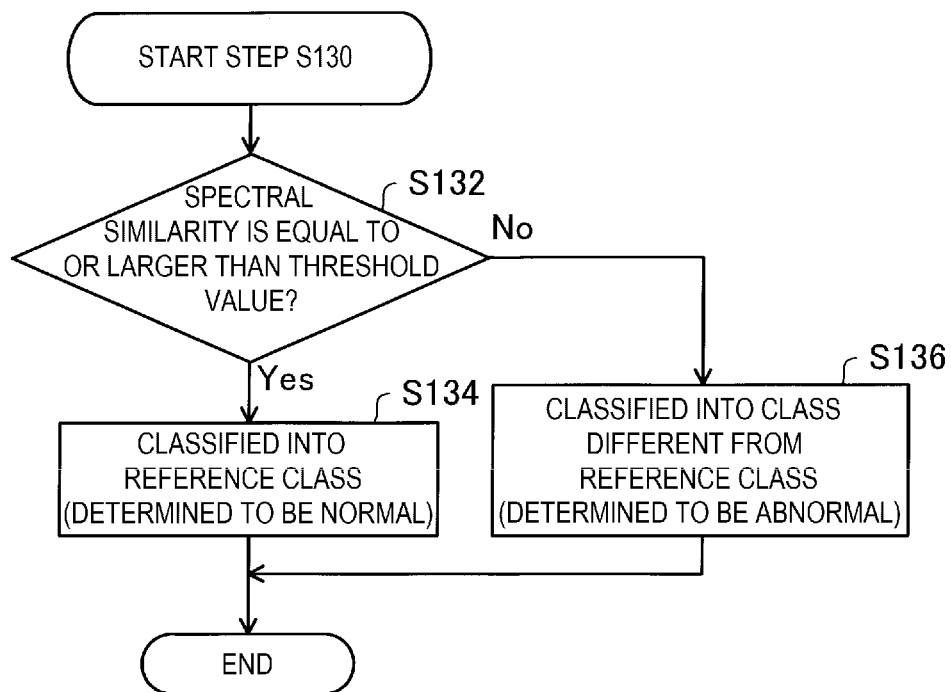 START STEP S130
S132
SPECTRAL
SIMILARITY IS EQUAL TO
OR LARGER THAN THRESHOLD
VALUE?
No
Yes
S134
CLASSIFIED INTO
REFERENCE CLASS
(DETERMINED TO BE NORMAL)
S136
CLASSIFIED INTO CLASS
DIFFERENT FROM
REFERENCE CLASS
(DETERMINED TO BE ABNORMAL)
END